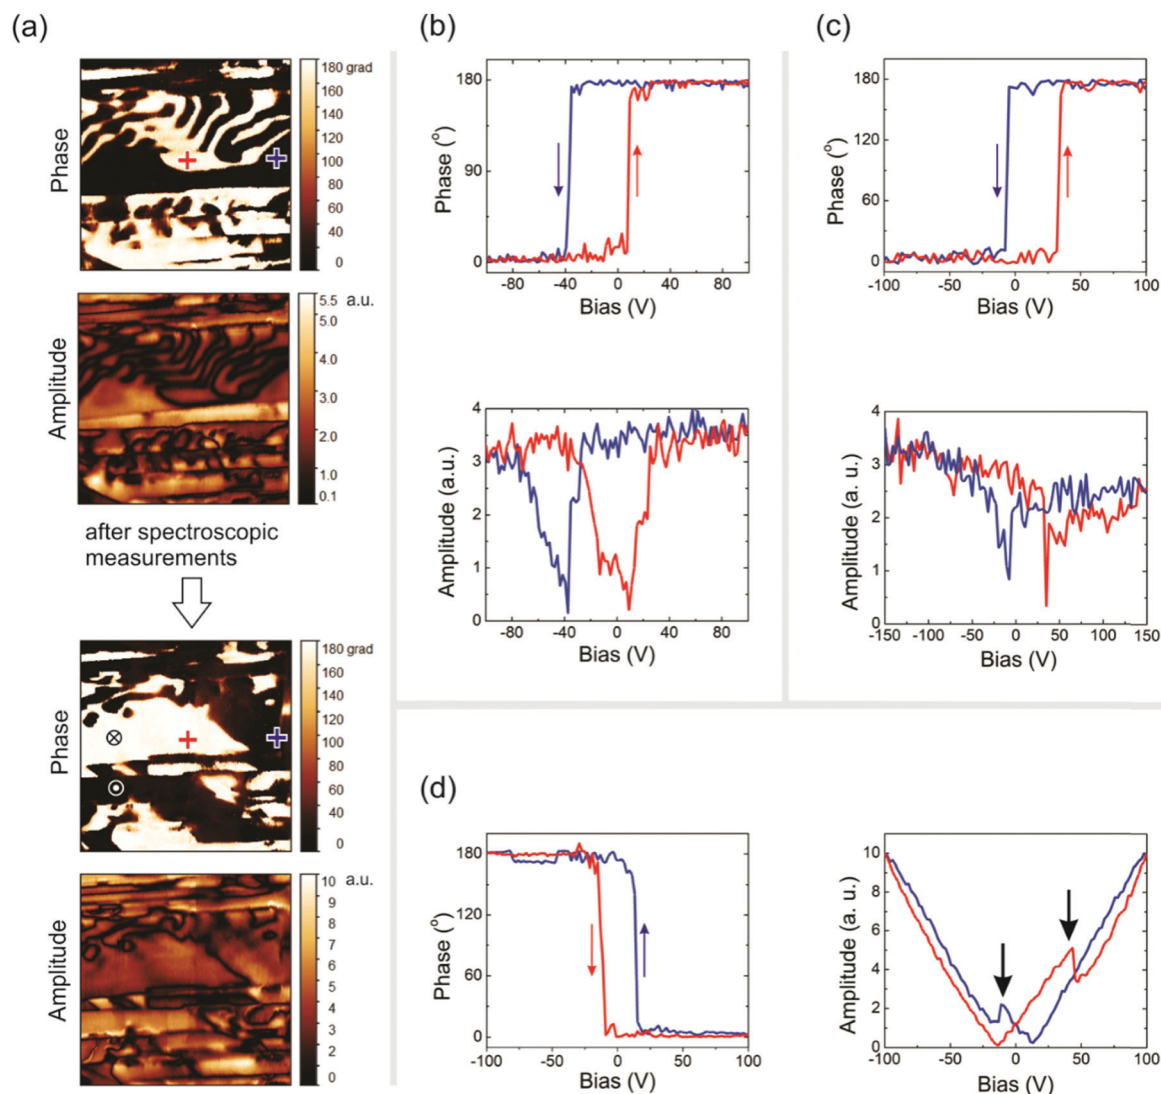 (a)
Phase
180 grad
160
140
120
100
80
60
40
20
0
Amplitude
5.5 a.u.
5.0
4.0
3.0
2.0
1.0
0.1
after spectroscopic
measurements
Phase
180 grad
160
140
120
100
80
60
40
20
0
Amplitude
10 a.u.
9
8
7
6
5
4
3
2
1
0
(b)
Phase (°)
180
90
0
-80 -40 0 40 80
Bias (V)
Amplitude (a.u.)
4
3
2
1
0
-80 -40 0 40 80
Bias (V)
(c)
Phase (°)
180
120
60
0
-100 -50 0 50 100
Bias (V)
Amplitude (a. u.)
4
3
2
1
0
-150 -100 -50 0 50 100 150
Bias (V)
(d)
Phase (°)
180
120
60
0
-100 -50 0 50 100
Bias (V)
Amplitude (a. u.)
10
8
6
4
2
0
-100 -50 0 50 100
Bias (V)